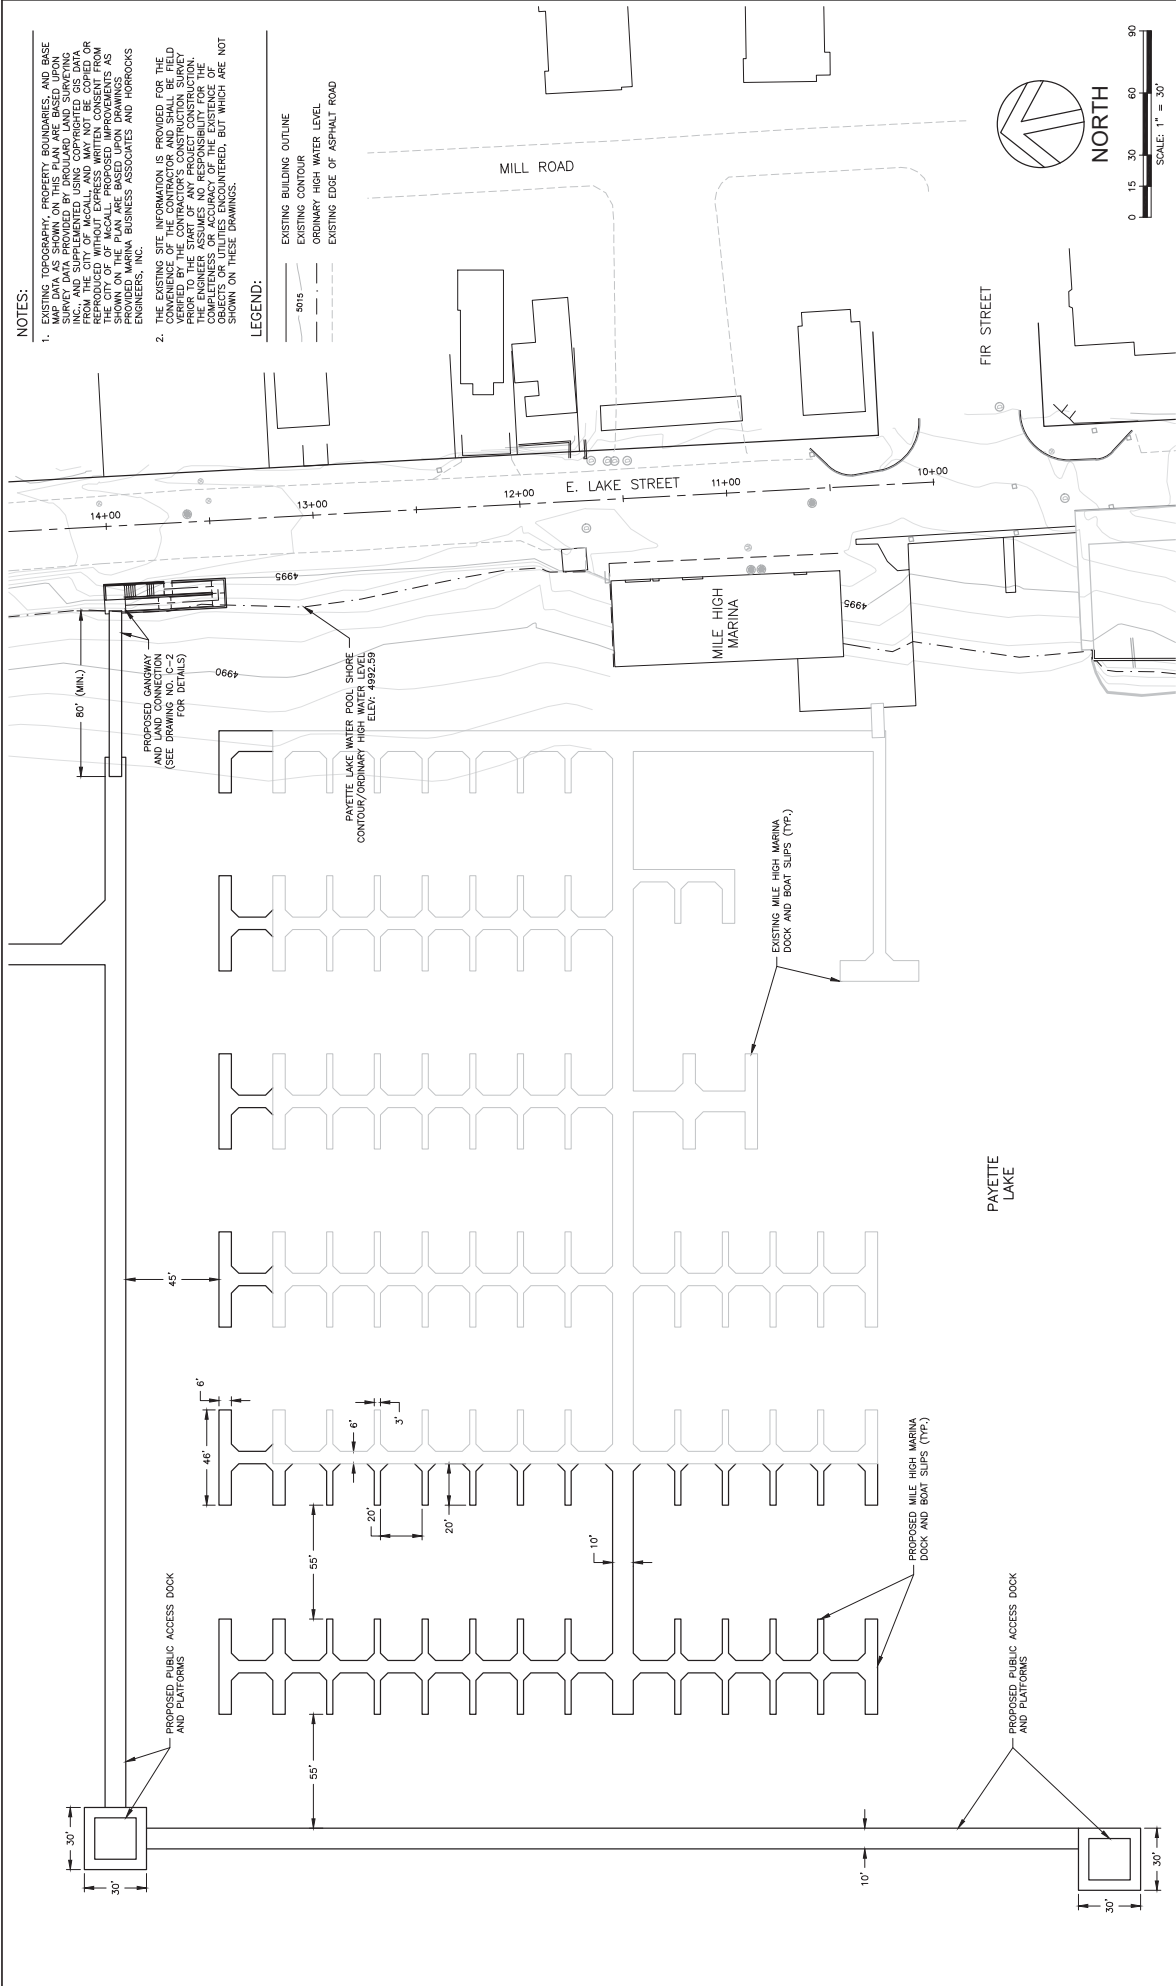 NOTES:
1. EXISTING TOPOGRAPHY, PROPERTY BOUNDARIES, AND BASE
MAP DATA AS SHOWN ON THIS PLAN ARE BASED UPON
SURVEY DATA PROVIDED BY DROULARD LAND SURVEYING
INC., AND SUPPLEMENTED USING COPYRIGHTED GIS DATA
FROM THE CITY OF McCALL, AND MAY NOT BE COPIED OR
REPRODUCED WITHOUT EXPRESS WRITTEN CONSENT FROM
THE CITY OF OF McCALL. PROPOSED IMPROVEMENTS AS
SHOWN ON THE PLAN ARE BASED UPON DRAWINGS
PROVIDED MARINA BUSINESS ASSOCIATES AND HORROCKS
ENGINEERS, INC.
2. THE EXISTING SITE INFORMATION IS PROVIDED FOR THE
CONVENIENCE OF THE CONTRACTOR AND SHALL BE FIELD
VERIFIED BY THE CONTRACTOR'S CONSTRUCTION SURVEY
PRIOR TO THE START OF ANY PROJECT CONSTRUCTION.
THE ENGINEER ASSUMES NO RESPONSIBILITY FOR THE
COMPLETENESS OR ACCURACY OF THE EXISTENCE OF
OBJECTS OR UTILITIES ENCOUNTERED, BUT WHICH ARE NOT
SHOWN ON THESE DRAWINGS.
LEGEND:
EXISTING BUILDING OUTLINE
5015
EXISTING CONTOUR
ORDINARY HIGH WATER LEVEL
EXISTING EDGE OF ASPHALT ROAD
MILL ROAD
FIR STREET
NORTH
0 15 30 60 90
SCALE: 1" = 30'
14+00
13+00
12+00
E. LAKE STREET
11+00
10+00
4995
4995
4990
MILE HIGH
MARINA
80' (MIN.)
PROPOSED GANGWAY
AND LAND CONNECTION
(SEE DRAWING NO. C-2
FOR DETAILS)
PAYETTE LAKE WATER POOL SHORE
CONTOUR/ORDINARY HIGH WATER LEVEL
ELEV: 4992.59
EXISTING MILE HIGH MARINA
DOCK AND BOAT SLIPS (TYP.)
PAYETTE
LAKE
45'
6'
46'
6'
3'
20'
20'
55'
10'
PROPOSED MILE HIGH MARINA
DOCK AND BOAT SLIPS (TYP.)
PROPOSED PUBLIC ACCESS DOCK
AND PLATFORMS
PROPOSED PUBLIC ACCESS DOCK
AND PLATFORMS
55'
30'
30'
10'
30'
30'